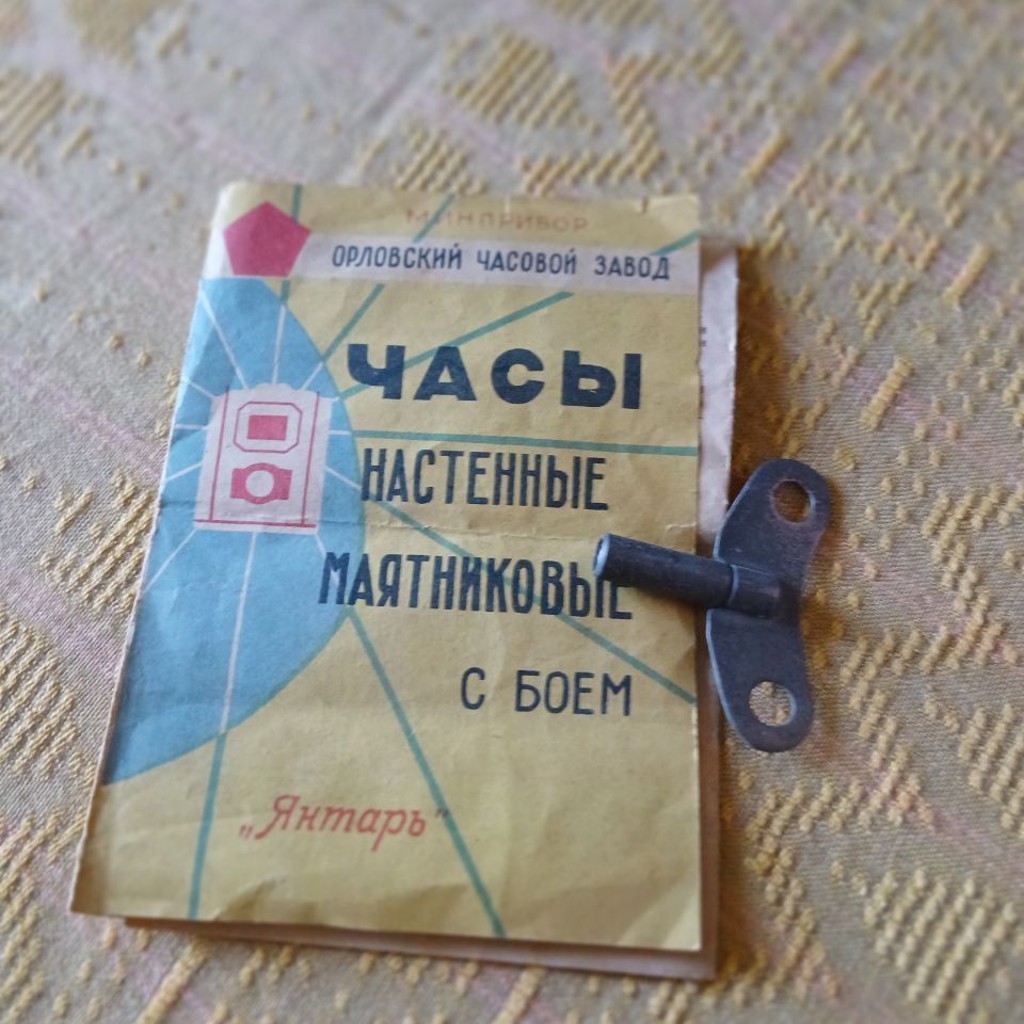 МИНПРИБОР
ОРЛОВСКИЙ ЧАСОВОЙ ЗАВОД
ЧАСЫ
НАСТЕННЫЕ
МАЯТНИКОВЫЕ
С БОЕМ
„Янтарь”